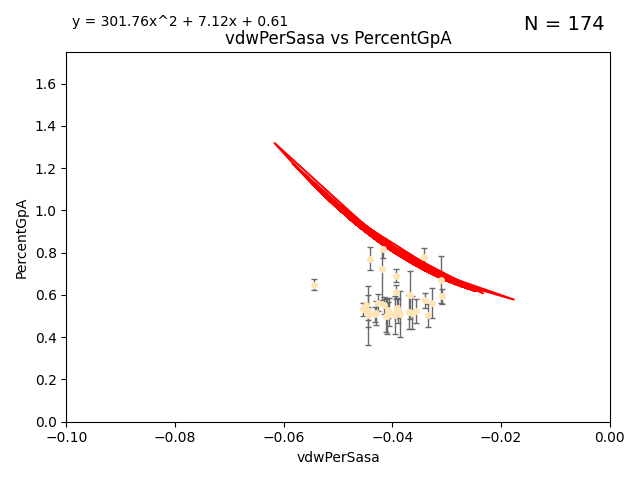 y = 301.76x^2 + 7.12x + 0.61
N = 174
vdwPerSasa vs PercentGpA
1.6
1.4
1.2
1.0
0.8
0.6
0.4
0.2
0.0
PercentGpA
−0.10 −0.08 −0.06 −0.04 −0.02 0.00
vdwPerSasa